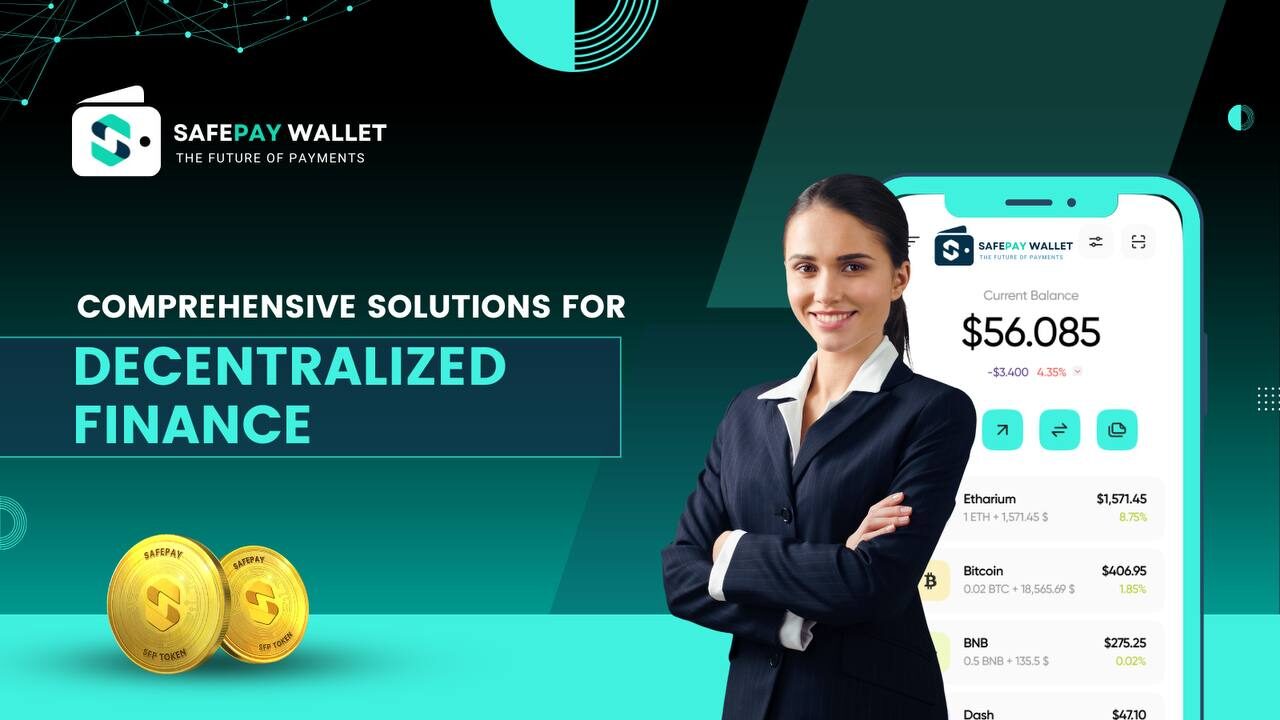 SAFEPAY WALLET
THE FUTURE OF PAYMENTS
COMPREHENSIVE SOLUTIONS FOR
DECENTRALIZED
FINANCE
SAFEPAY
SFP TOKEN
SAFEPAY
SFP TOKEN
SAFEPAY WALLET
THE FUTURE OF PAYMENTS
Current Balance
$56.085
-$3.400 4.35%
Etharium $1,571.45
1 ETH + 1,571.45 $ 8.75%
Bitcoin $406.95
0.02 BTC + 18,565.69 $ 1.85%
BNB $275.25
0.5 BNB + 135.5 $ 0.02%
Dash $47.10